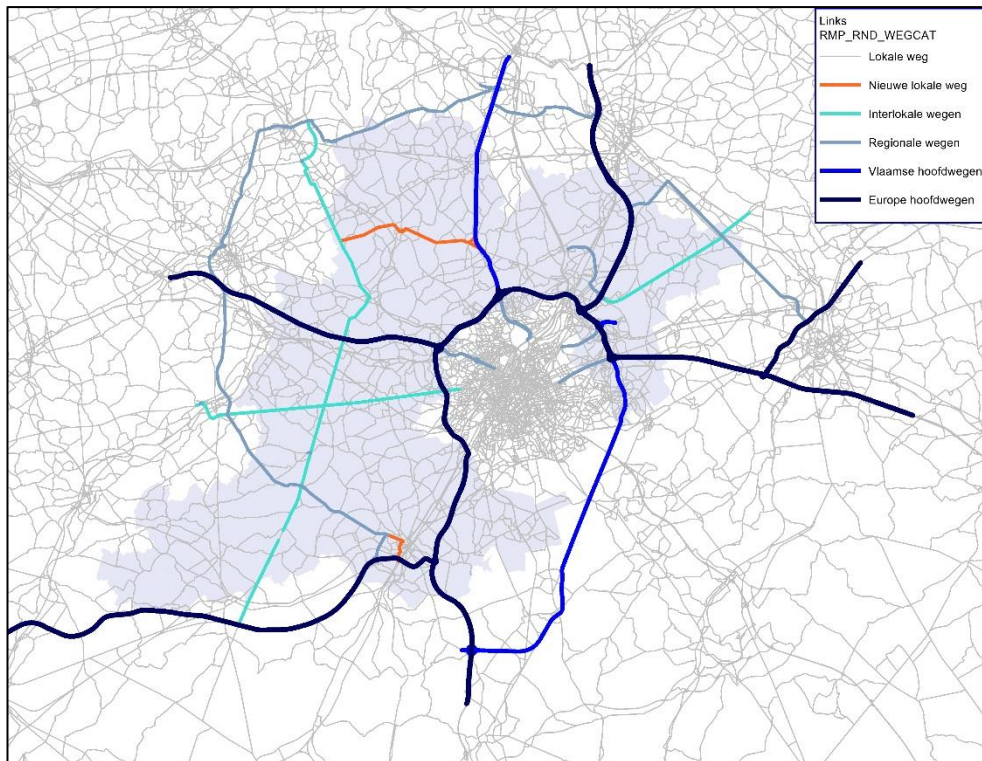 Links
RMP_RND_WEGCAT
Lokale weg
Nieuwe lokale weg
Interlokale wegen
Regionale wegen
Vlaamse hoofdwegen
Europe hoofdwegen